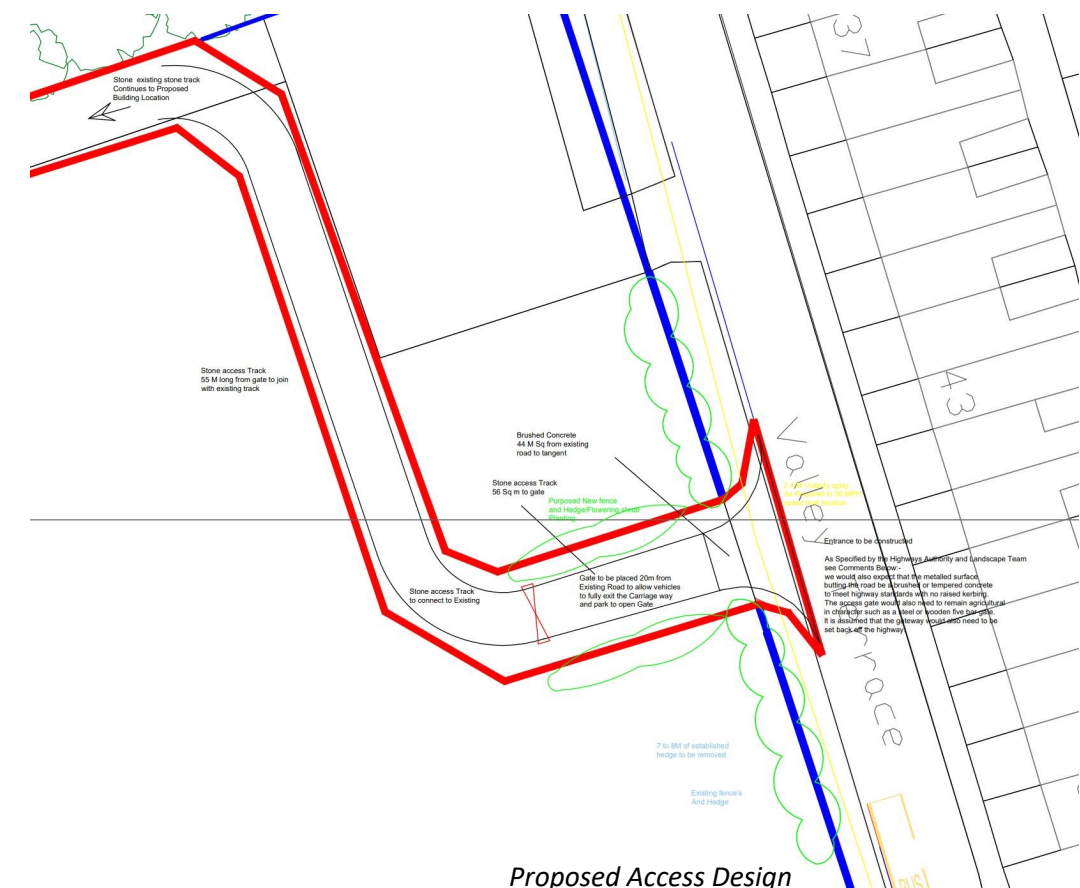 37
Stone existing stone track
Continues to Proposed
Building Location
43
Stone access Track
55 M long from gate to join
with existing track
Brushed Concrete
44 M Sq from existing
road to tangent
Stone access Track
56 Sq m to gate
Purposed New fence
and Hedge/Flowering shrub
Planting
Entrance to be constructed
As Specified by the Highways Authority and Landscape Team
see Comments Below:-
we would also expect that the metalled surface
butting the road be a brushed or tempered concrete
to meet highway standards with no raised kerbing.
The access gate would also need to remain agricultural
in character such as a steel or wooden five bar gate.
It is assumed that the gateway would also need to be
set back off the highway
Gate to be placed 20m from
Existing Road to allow vehicles
to fully exit the Carriage way
and park to open Gate
Stone access Track
to connect to Existing
7 to 8M of established
hedge to be removed
Existing fence's
And Hedge
BUS
Proposed Access Design